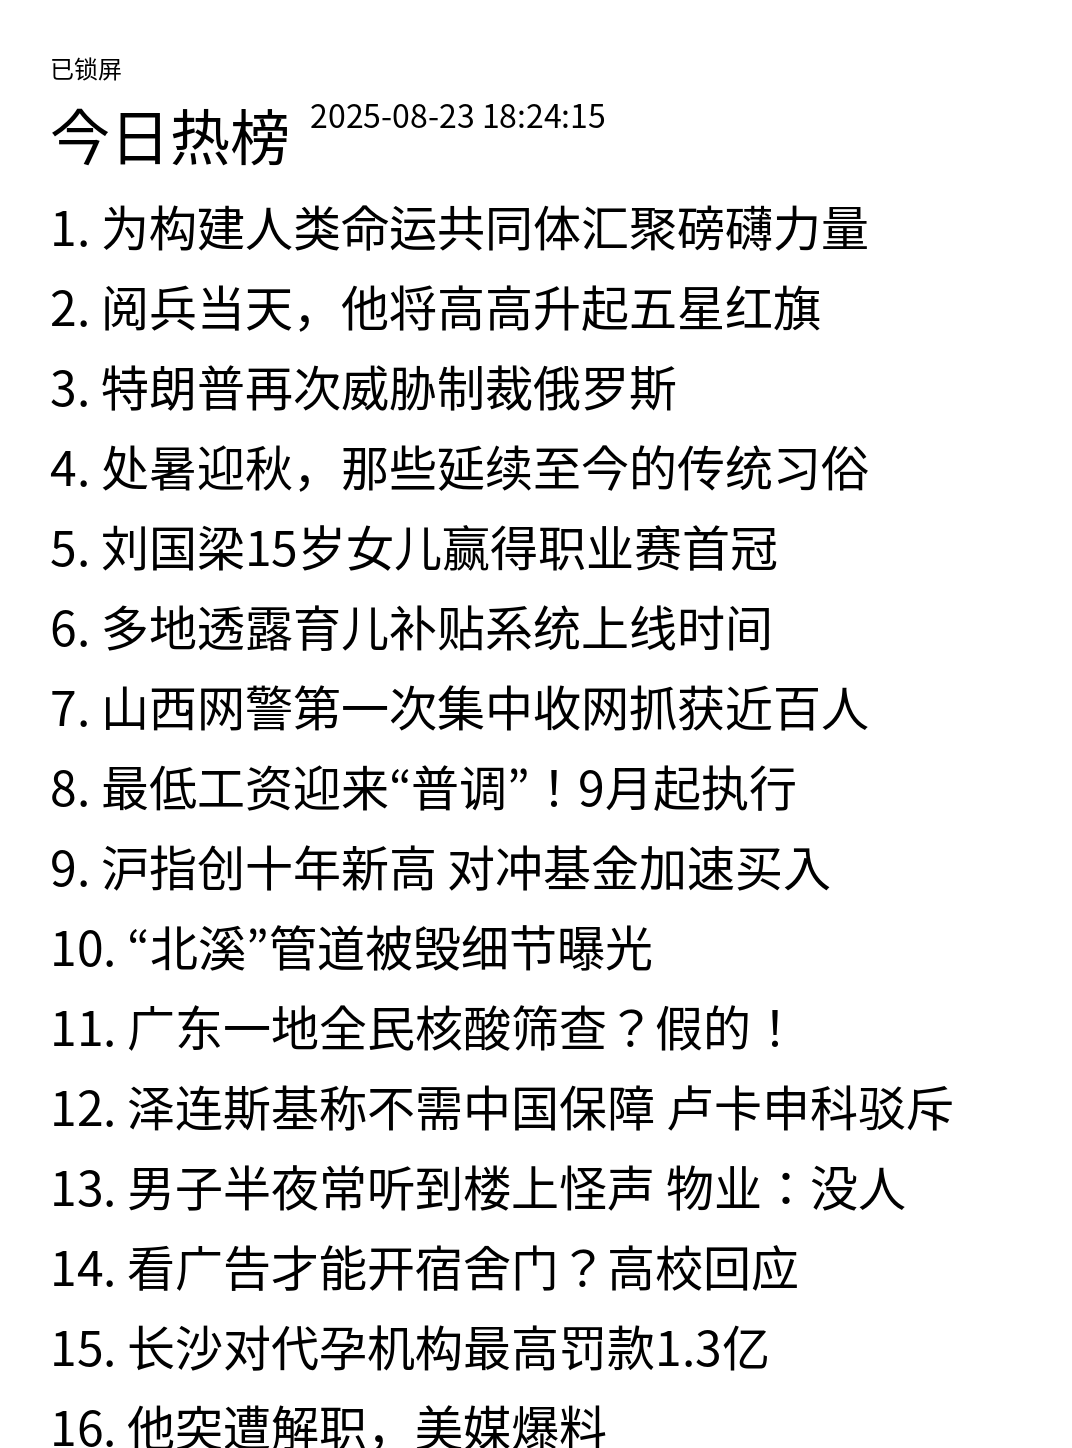 已锁屏
今日热榜 2025-08-23 18:24:15
1. 为构建人类命运共同体汇聚磅礴力量
2. 阅兵当天，他将高高升起五星红旗
3. 特朗普再次威胁制裁俄罗斯
4. 处暑迎秋，那些延续至今的传统习俗
5. 刘国梁15岁女儿赢得职业赛首冠
6. 多地透露育儿补贴系统上线时间
7. 山西网警第一次集中收网抓获近百人
8. 最低工资迎来“普调”！9月起执行
9. 沪指创十年新高 对冲基金加速买入
10. “北溪”管道被毁细节曝光
11. 广东一地全民核酸筛查？假的！
12. 泽连斯基称不需中国保障 卢卡申科驳斥
13. 男子半夜常听到楼上怪声 物业：没人
14. 看广告才能开宿舍门？高校回应
15. 长沙对代孕机构最高罚款1.3亿
16. 他突遭解职，美媒爆料